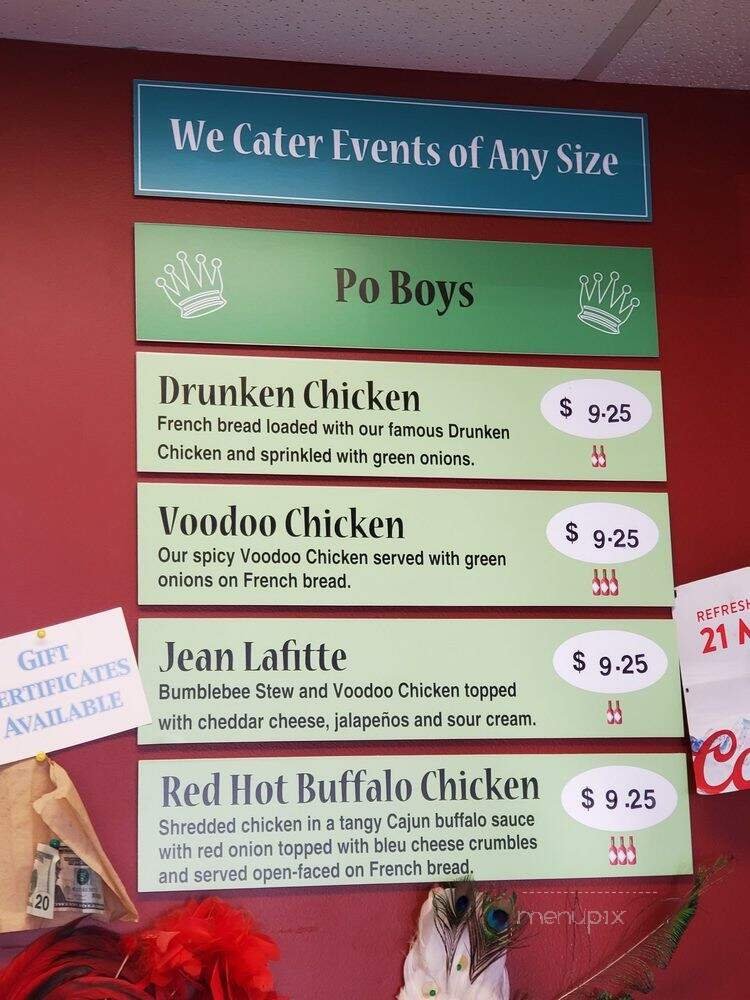 We Cater Events of Any Size
Po Boys
Drunken Chicken
$ 9.25
French bread loaded with our famous Drunken
Chicken and sprinkled with green onions.
Voodoo Chicken
$ 9.25
Our spicy Voodoo Chicken served with green
onions on French bread.
Jean Lafitte
$ 9.25
Bumblebee Stew and Voodoo Chicken topped
with cheddar cheese, jalapeños and sour cream.
Red Hot Buffalo Chicken
$ 9.25
Shredded chicken in a tangy Cajun buffalo sauce
with red onion topped with bleu cheese crumbles
and served open-faced on French bread.
GIFT
ERTIFICATES
AVAILABLE
REFRESH
21
20
menupix